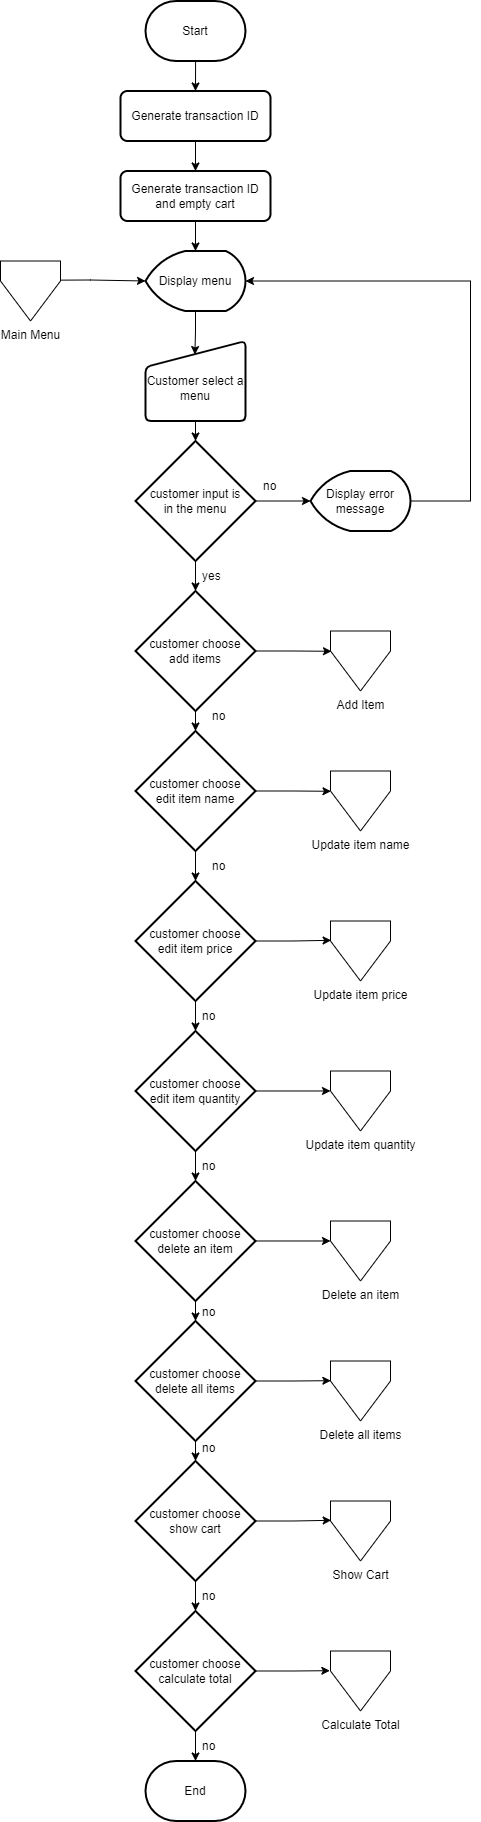 Start
Generate transaction ID
Generate transaction ID
and empty cart
Display menu
Main Menu
Customer select a
menu
customer input is
in the menu
no
Display error
message
yes
customer choose
add items
Add Item
no
customer choose
edit item name
Update item name
no
customer choose
edit item price
Update item price
no
customer choose
edit item quantity
Update item quantity
no
customer choose
delete an item
Delete an item
no
customer choose
delete all items
Delete all items
no
customer choose
show cart
Show Cart
no
customer choose
calculate total
Calculate Total
no
End